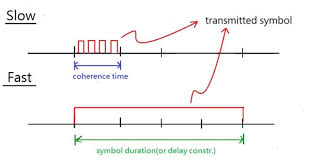 Slow
transmitted symbol
coherence time
Fast
symbol duration(or delay constr.)